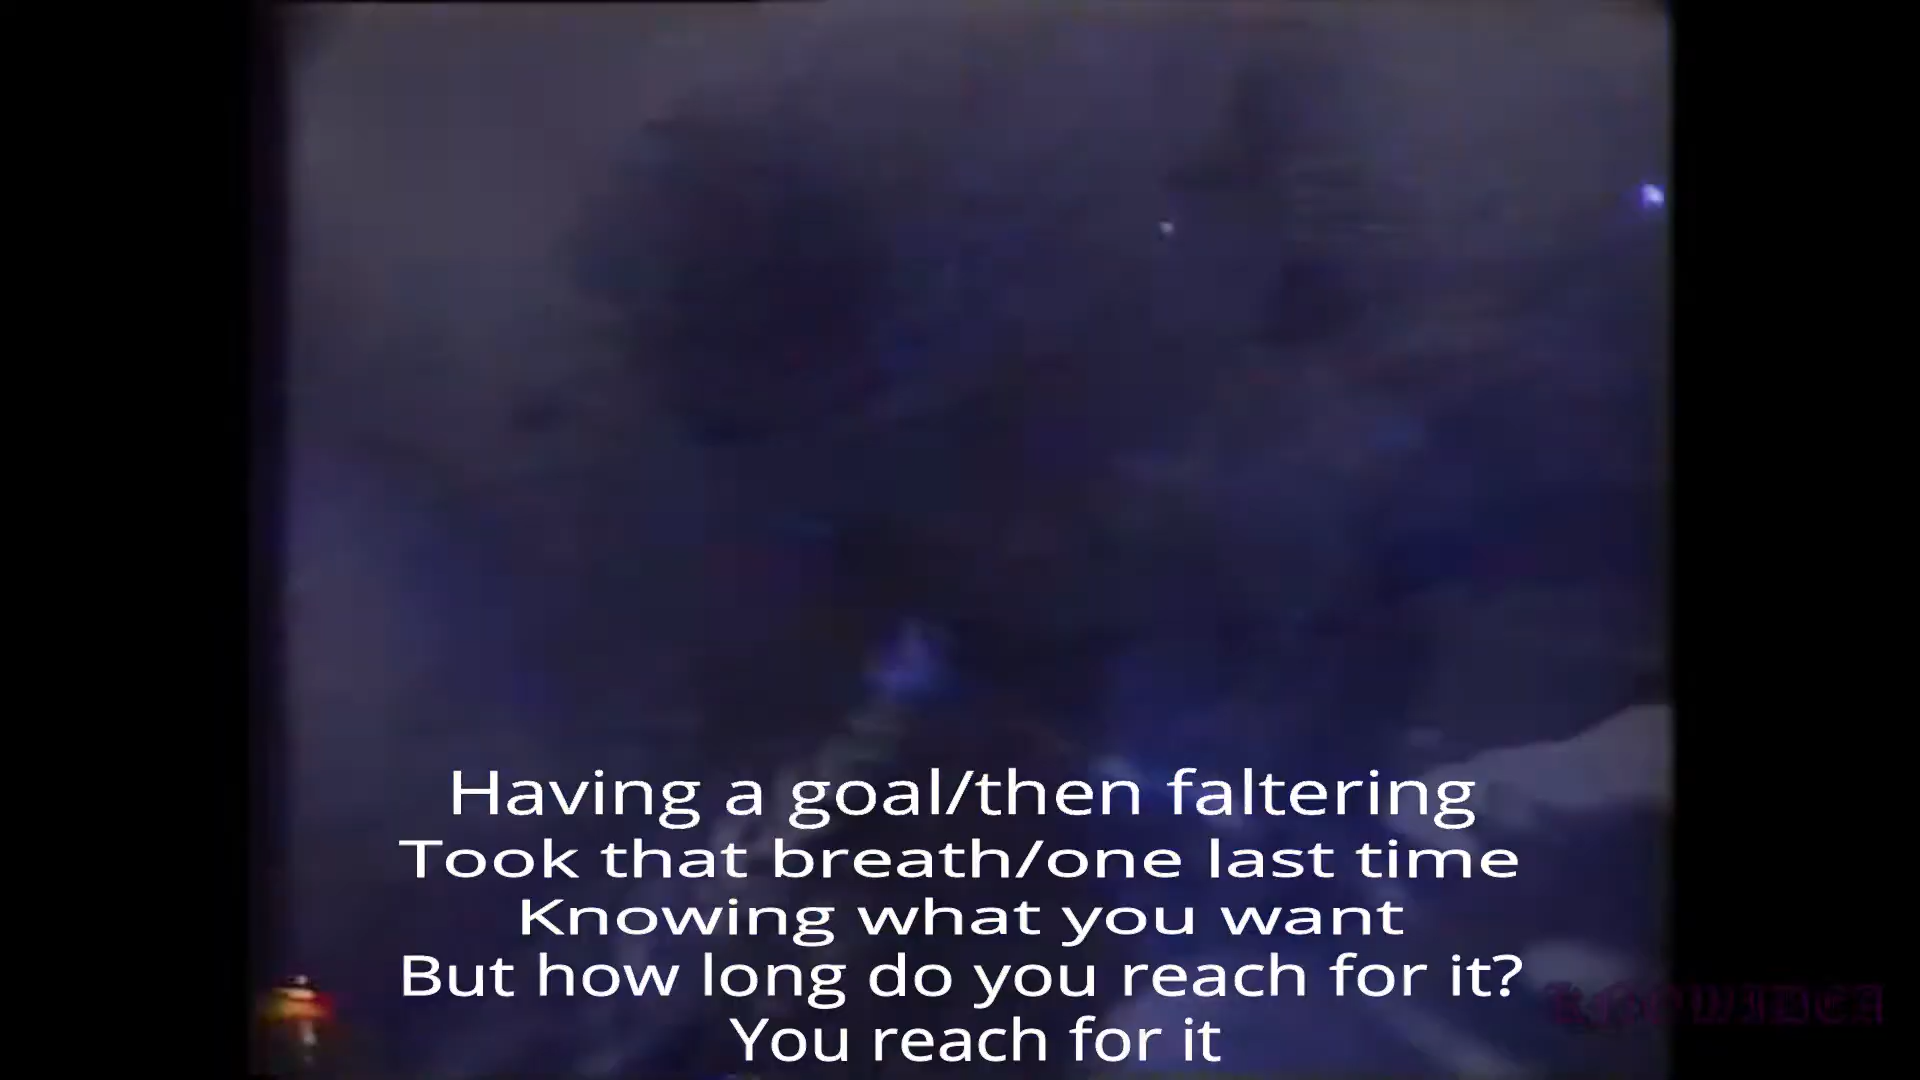 Having a goal/then faltering
Took that breath/one last time
Knowing what you want
But how long do you reach for it?
You reach for it